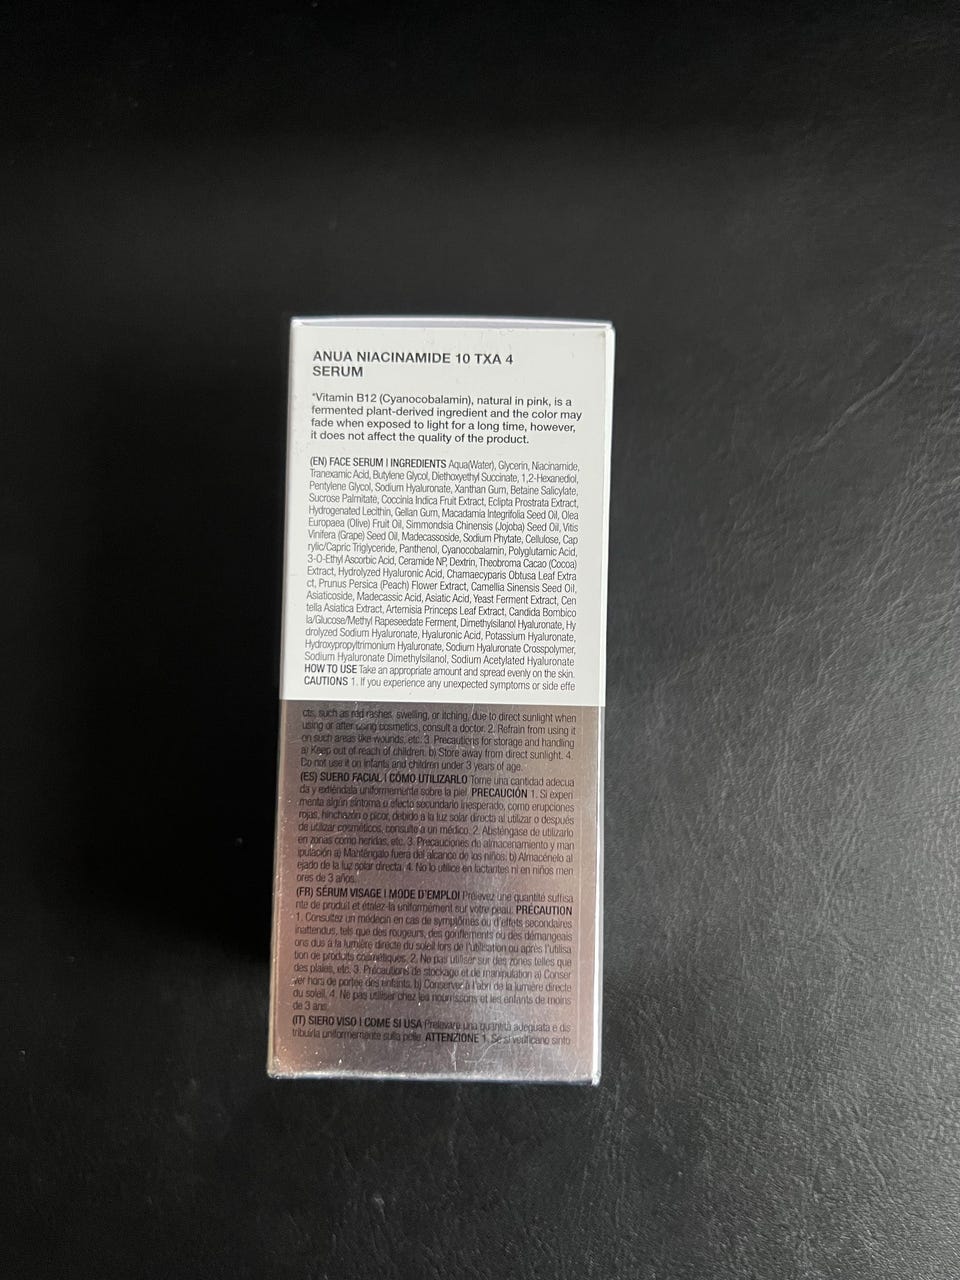 ANUA NIACINAMIDE 10 TXA 4
SERUM
*Vitamin B12 (Cyanocobalamin), natural in pink, is a
fermented plant-derived ingredient and the color may
fade when exposed to light for a long time, however,
it does not affect the quality of the product.
(EN) FACE SERUM I INGREDIENTS Aqua(Water), Glycerin, Niacinamide,
Tranexamic Acid, Butylene Glycol, Diethoxyethyl Succinate, 1,2-Hexanediol,
Pentylene Glycol, Sodium Hyaluronate, Xanthan Gum, Betaine Salicylate,
Sucrose Palmitate, Coccinia Indica Fruit Extract, Eclipta Prostrata Extract,
Hydrogenated Lecithin, Gellan Gum, Macadamia Integrifolia Seed Oil, Olea
Europaea (Olive) Fruit Oil, Simmondsia Chinensis (Jojoba) Seed Oil, Vitis
Vinifera (Grape) Seed Oil, Madecassoside, Sodium Phytate, Cellulose, Cap
rylic/Capric Triglyceride, Panthenol, Cyanocobalamin, Polyglutamic Acid,
3-O-Ethyl Ascorbic Acid, Ceramide NP, Dextrin, Theobroma Cacao (Cocoa)
Extract, Hydrolyzed Hyaluronic Acid, Chamaecyparis Obtusa Leaf Extra
ct, Prunus Persica (Peach) Flower Extract, Camellia Sinensis Seed Oil,
Asiaticoside, Madecassic Acid, Asiatic Acid, Yeast Ferment Extract, Cen
tella Asiatica Extract, Artemisia Princeps Leaf Extract, Candida Bombico
la/Glucose/Methyl Rapeseedate Ferment, Dimethylsilanol Hyaluronate, Hy
drolyzed Sodium Hyaluronate, Hyaluronic Acid, Potassium Hyaluronate,
Hydroxypropyltrimonium Hyaluronate, Sodium Hyaluronate Crosspolymer,
Sodium Hyaluronate Dimethylsilanol, Sodium Acetylated Hyaluronate
HOW TO USE Take an appropriate amount and spread evenly on the skin.
CAUTIONS 1. If you experience any unexpected symptoms or side effe
cts, such as red rashes, swelling, or itching, due to direct sunlight when
using or after using cosmetics, consult a doctor. 2. Refrain from using it
on such areas like wounds, etc. 3. Precautions for storage and handling
a) Keep out of reach of children. b) Store away from direct sunlight. 4.
Do not use it on infants and children under 3 years of age.
(ES) SUERO FACIAL I CÓMO UTILIZARLO Tome una cantidad adecua
da y extiéndala uniformemente sobre la piel. PRECAUCIÓN 1. Si experi
menta algún síntoma o efecto secundario inesperado, como erupciones
rojas, hinchazón o picor, debido a la luz solar directa al utilizar o después
de utilizar cosméticos, consulte a un médico. 2. Absténgase de utilizarlo
en zonas como heridas, etc. 3. Precauciones de almacenamiento y man
ipulación a) Manténgalo fuera del alcance de los niños. b) Almacénelo al
ejado de la luz solar directa. 4. No lo utilice en lactantes ni en niños men
ores de 3 años.
(FR) SÉRUM VISAGE I MODE D'EMPLOI Prélevez une quantité suffisa
nte de produit et étalez-la uniformément sur votre peau. PRÉCAUTION
1. Consultez un médecin en cas de symptômes ou d'effets secondaires
inattendus, tels que des rougeurs, des gonflements ou des démangeais
ons dus à la lumière directe du soleil lors de l'utilisation ou après l'utilisa
tion de produits cosmétiques. 2. Ne pas utiliser sur des zones telles que
des plaies, etc. 3. Précautions de stockage et de manipulation a) Conser
ver hors de portée des enfants. b) Conservez à l'abri de la lumière directe
du soleil. 4. Ne pas utiliser chez les nourrissons et les enfants de moins
de 3 ans.
(IT) SIERO VISO I COME SI USA Prelevare una quantità adeguata e dis
tribuirla uniformemente sulla pelle. ATTENZIONE 1. Se si verificano sinto